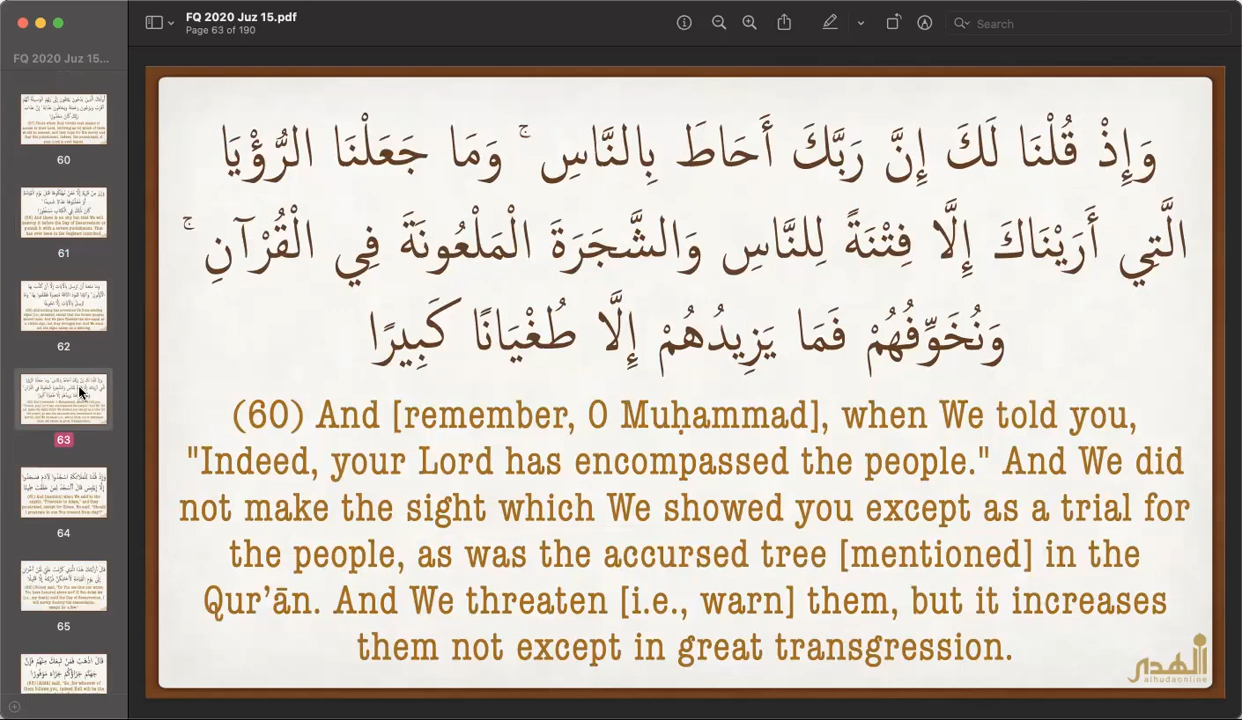 FQ 2020 Juz 15.pdf
Page 63 of 190
Search
FQ 2020 Juz 15...
60
61
62
63
64
65
وَإِذْ قُلْنَا لَكَ إِنَّ رَبَّكَ أَحَاطَ بِالنَّاسِ ۚ وَمَا جَعَلْنَا الرُّؤْيَا
الَّتِي أَرَيْنَاكَ إِلَّا فِتْنَةً لِلنَّاسِ وَالشَّجَرَةَ الْمَلْعُونَةَ فِي الْقُرْآنِ ۚ
وَنُخَوِّفُهُمْ فَمَا يَزِيدُهُمْ إِلَّا طُغْيَانًا كَبِيرًا
(60) And [remember, O Muḥammad], when We told you,
"Indeed, your Lord has encompassed the people." And We did
not make the sight which We showed you except as a trial for
the people, as was the accursed tree [mentioned] in the
Qur’ān. And We threaten [i.e., warn] them, but it increases
them not except in great transgression.
الهدى
alhudaonline